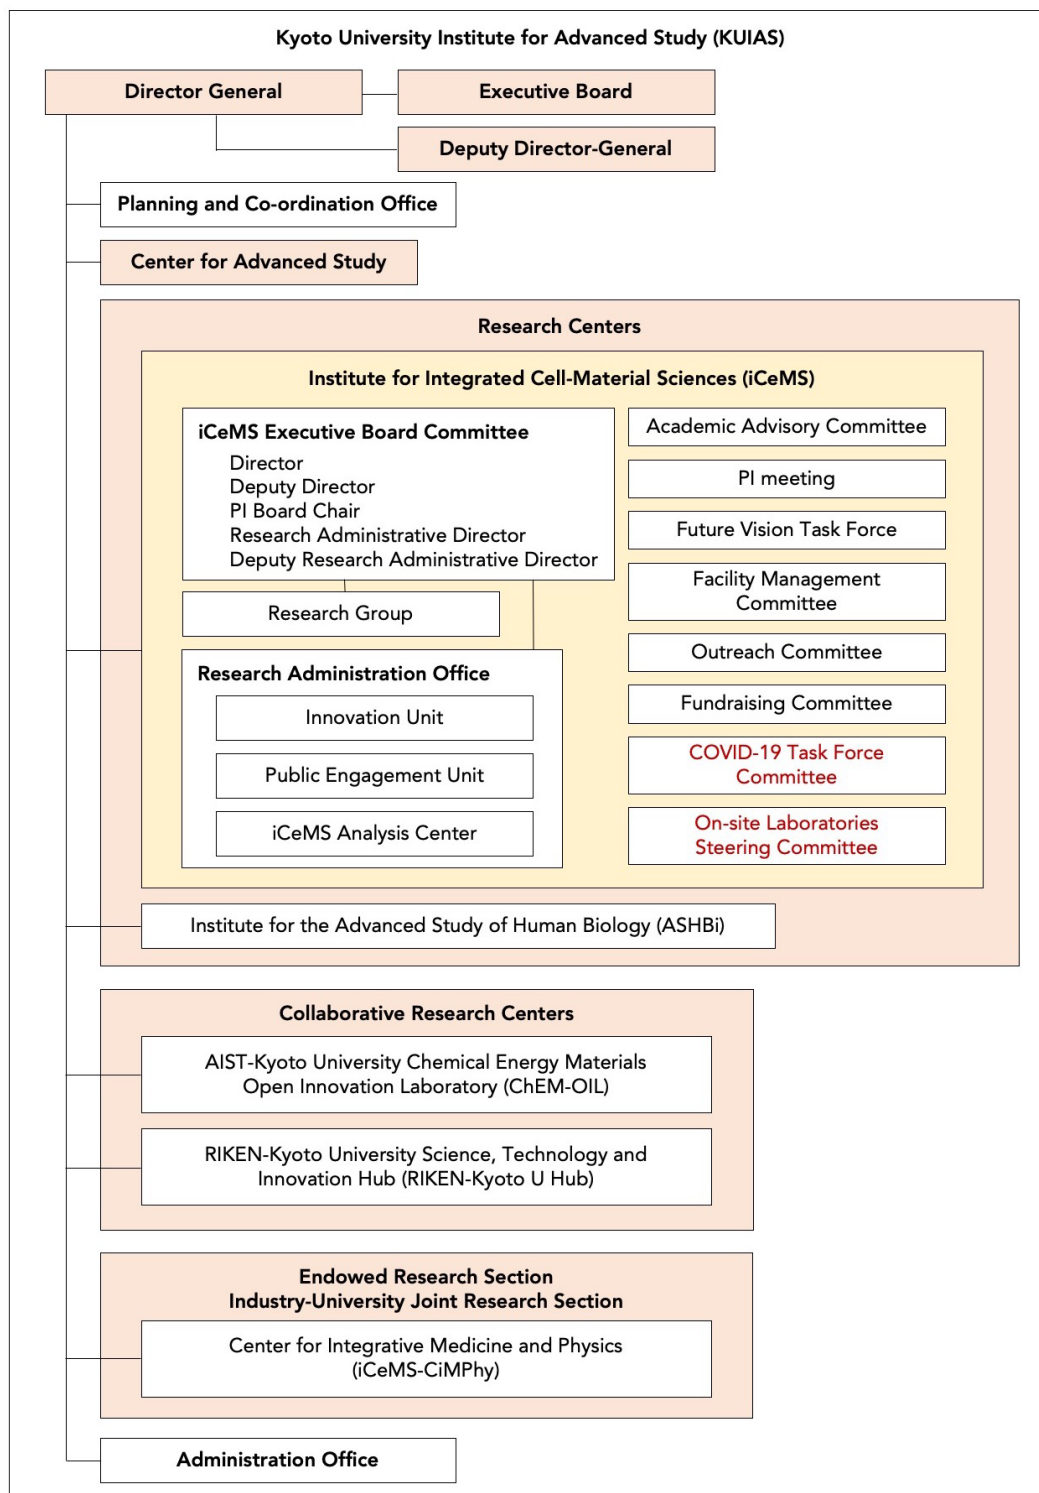 Kyoto University Institute for Advanced Study (KUIAS)
Director General
Executive Board
Deputy Director-General
Planning and Co-ordination Office
Center for Advanced Study
Research Centers
Institute for Integrated Cell-Material Sciences (iCeMS)
iCeMS Executive Board Committee
Director
Deputy Director
PI Board Chair
Research Administrative Director
Deputy Research Administrative Director
Research Group
Research Administration Office
Innovation Unit
Public Engagement Unit
iCeMS Analysis Center
Academic Advisory Committee
PI meeting
Future Vision Task Force
Facility Management
Committee
Outreach Committee
Fundraising Committee
COVID-19 Task Force
Committee
On-site Laboratories
Steering Committee
Institute for the Advanced Study of Human Biology (ASHBi)
Collaborative Research Centers
AIST-Kyoto University Chemical Energy Materials
Open Innovation Laboratory (ChEM-OIL)
RIKEN-Kyoto University Science, Technology and
Innovation Hub (RIKEN-Kyoto U Hub)
Endowed Research Section
Industry-University Joint Research Section
Center for Integrative Medicine and Physics
(iCeMS-CiMPhy)
Administration Office